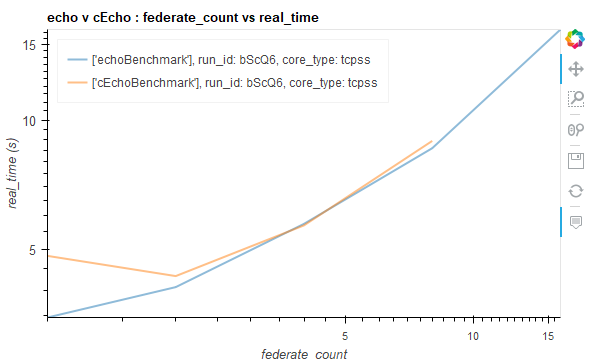 echo v cEcho : federate_count vs real_time
['echoBenchmark'], run_id: bScQ6, core_type: tcpss
['cEchoBenchmark'], run_id: bScQ6, core_type: tcpss
15
10
5
real_time (s)
5
10
15
federate_count